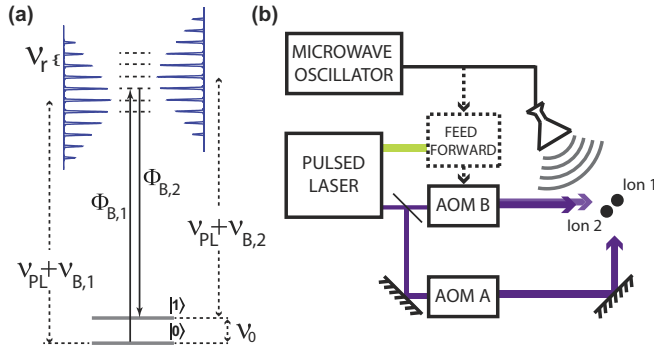 (a)
ν_r
Φ_B,1
Φ_B,2
ν_PL+ν_B,2
ν_PL+ν_B,1
|1⟩
|0⟩
ν_0
(b)
MICROWAVE
OSCILLATOR
PULSED
LASER
FEED
FORWARD
AOM B
AOM A
Ion 1
Ion 2